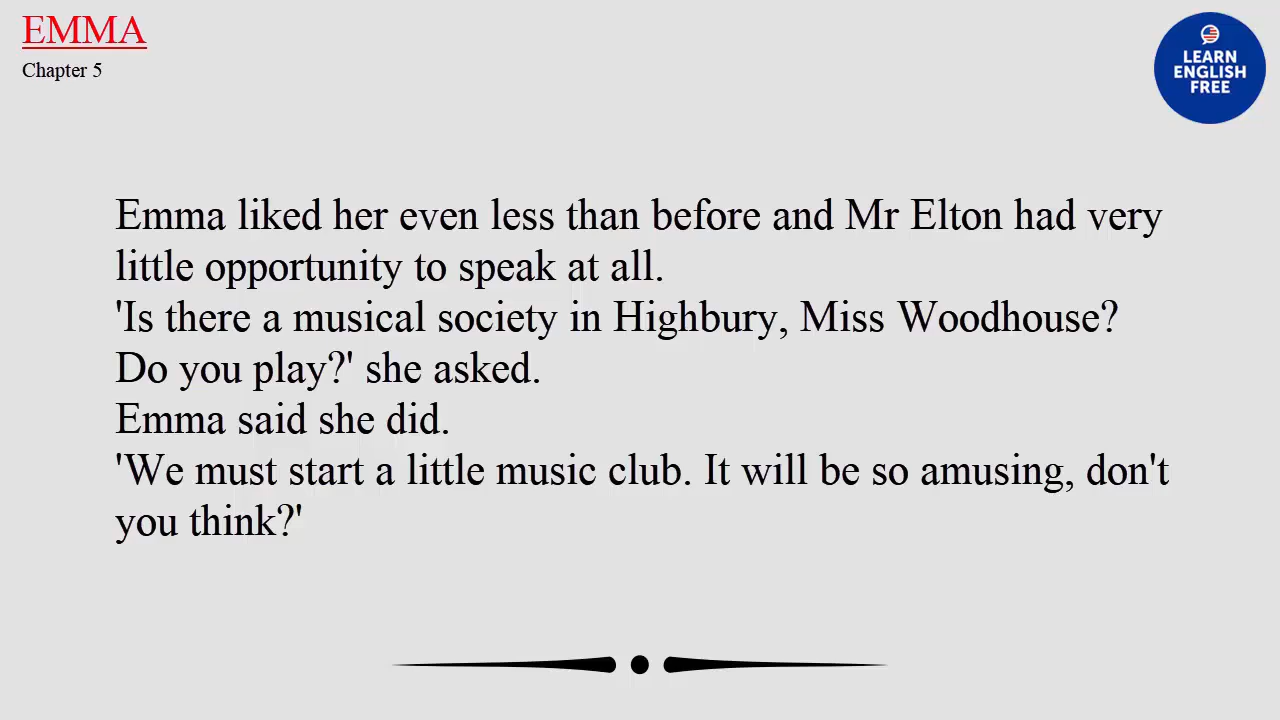 EMMA
Chapter 5
LEARN
ENGLISH
FREE
Emma liked her even less than before and Mr Elton had very
little opportunity to speak at all.
'Is there a musical society in Highbury, Miss Woodhouse?
Do you play?' she asked.
Emma said she did.
'We must start a little music club. It will be so amusing, don't
you think?'